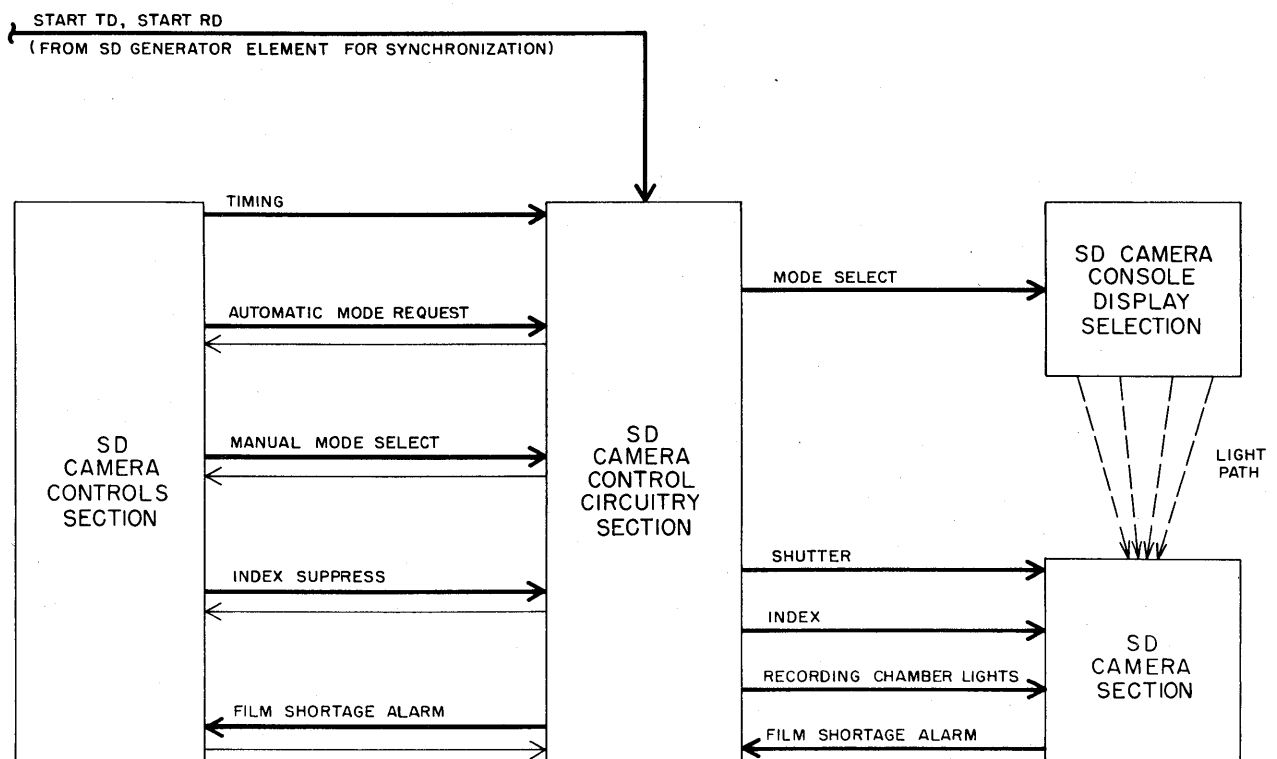 START TD, START RD
(FROM SD GENERATOR ELEMENT FOR SYNCHRONIZATION)
TIMING
AUTOMATIC MODE REQUEST
MANUAL MODE SELECT
INDEX SUPPRESS
FILM SHORTAGE ALARM
SD
CAMERA
CONTROLS
SECTION
SD
CAMERA
CONTROL
CIRCUITRY
SECTION
MODE SELECT
SD CAMERA
CONSOLE
DISPLAY
SELECTION
LIGHT
PATH
SHUTTER
INDEX
RECORDING CHAMBER LIGHTS
FILM SHORTAGE ALARM
SD
CAMERA
SECTION